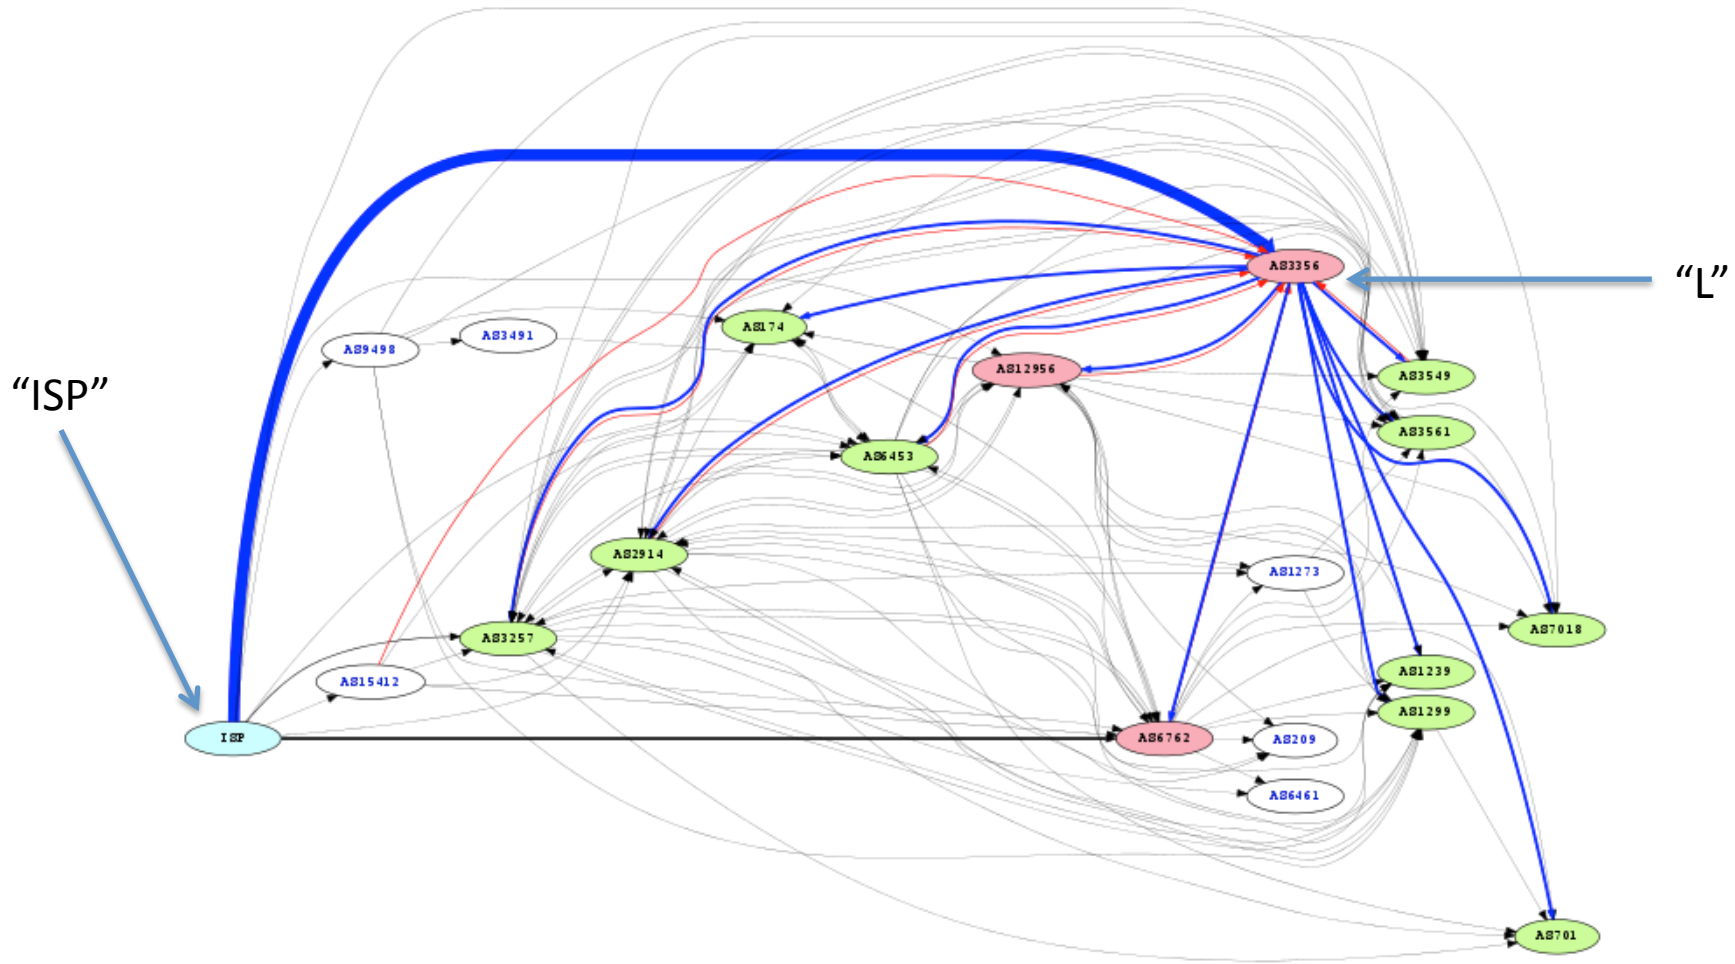 AS3356
“L”
AS174
AS3491
AS9498
AS12956
AS3549
“ISP”
AS3561
AS6453
AS2914
AS1273
AS7018
AS3257
AS1239
AS15412
AS1299
ISP
AS6762
AS209
AS6461
AS701